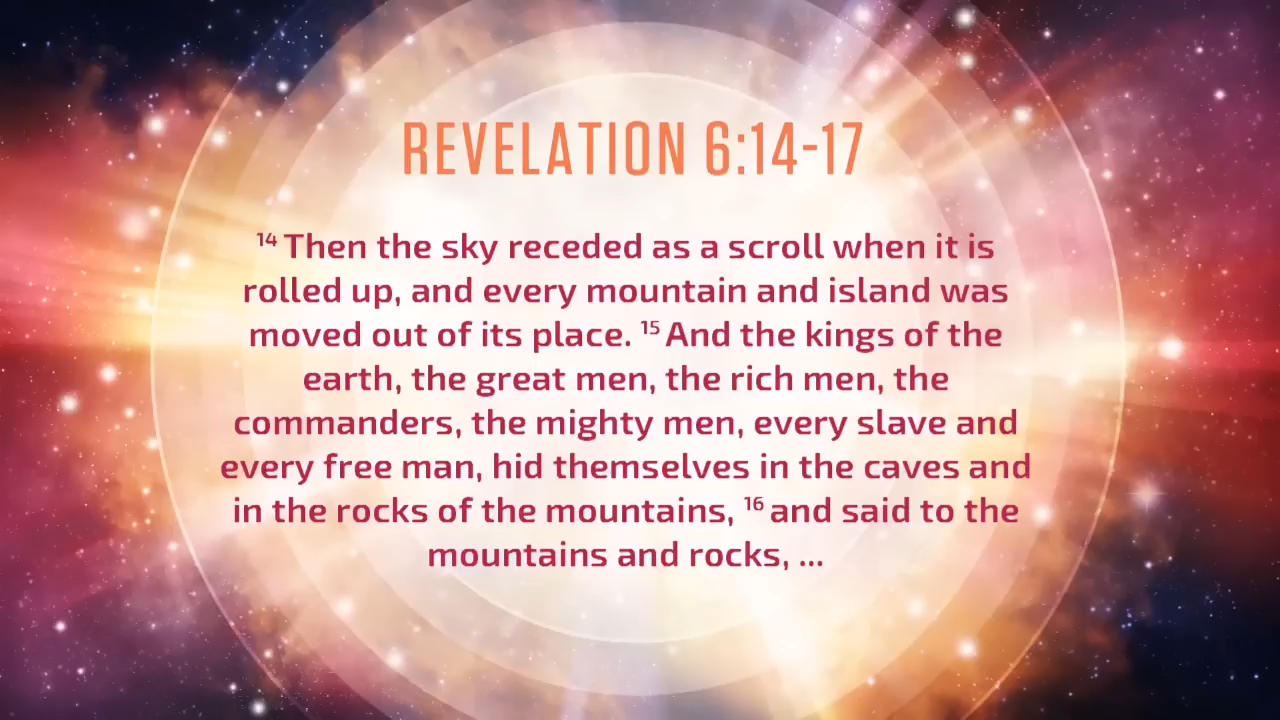 REVELATION 6:14-17
14 Then the sky receded as a scroll when it is
rolled up, and every mountain and island was
moved out of its place. 15 And the kings of the
earth, the great men, the rich men, the
commanders, the mighty men, every slave and
every free man, hid themselves in the caves and
in the rocks of the mountains, 16 and said to the
mountains and rocks, ...